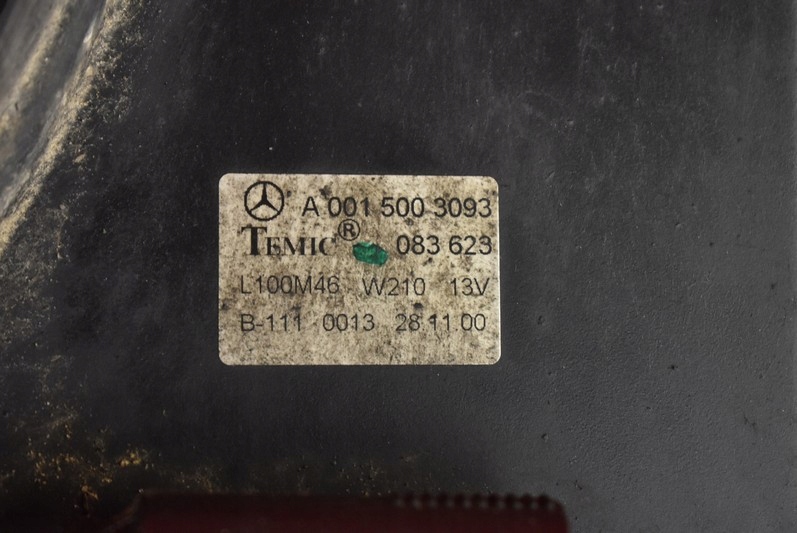 A 001 500 3093
TEMIC® 083 623
L100M46 W210 13V
B-111 0013 28.11.00